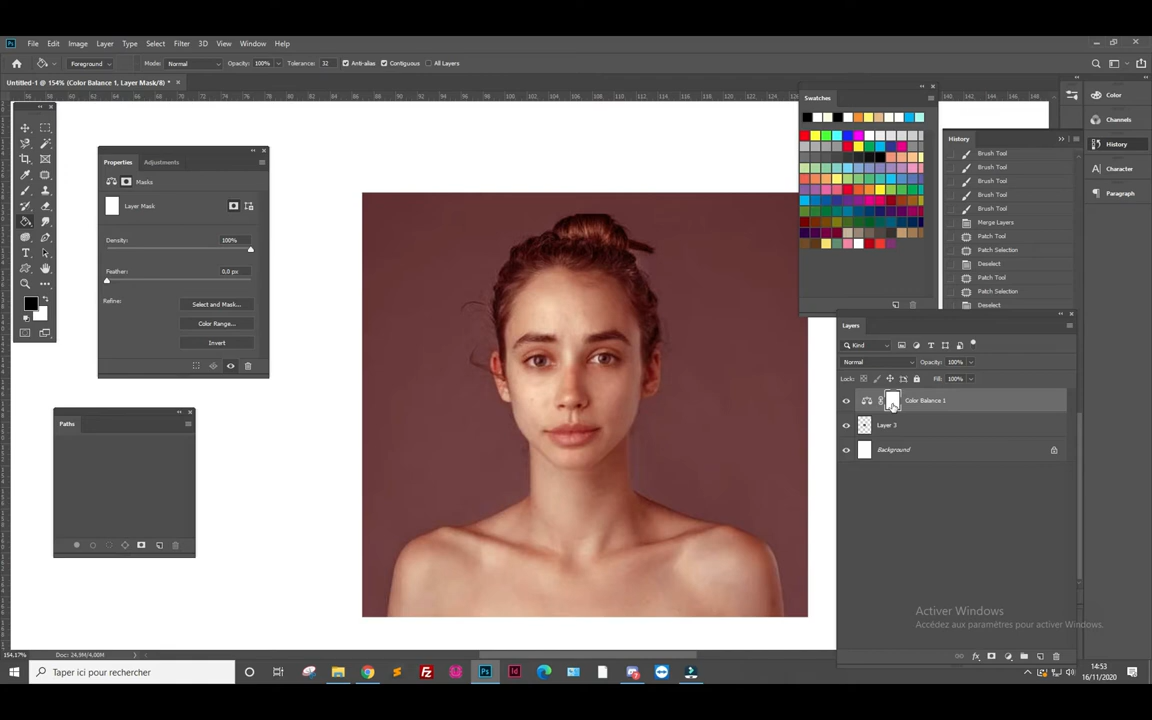 Ps File Edit Image Layer Type Select Filter 3D View Window Help
Foreground Mode: Normal Opacity: 100% Tolerance: 32 Anti-alias Contiguous All Layers
Untitled-1 @ 154% (Color Balance 1, Layer Mask/8) *
Properties Adjustments
Masks
Layer Mask
Density: 100%
Feather: 0,0 px
Refine:
Select and Mask...
Color Range...
Invert
Paths
Swatches
History
Brush Tool
Brush Tool
Brush Tool
Brush Tool
Brush Tool
Merge Layers
Patch Tool
Patch Selection
Deselect
Patch Tool
Patch Selection
Deselect
Color
Channels
History
Character
Paragraph
Layers
Kind
Normal Opacity: 100%
Lock: Fill: 100%
Color Balance 1
Layer 3
Background
Activer Windows
Accédez aux paramètres pour activer Windows.
154,17% Doc: 24,9M/4,00M
Taper ici pour rechercher
14:53
16/11/2020